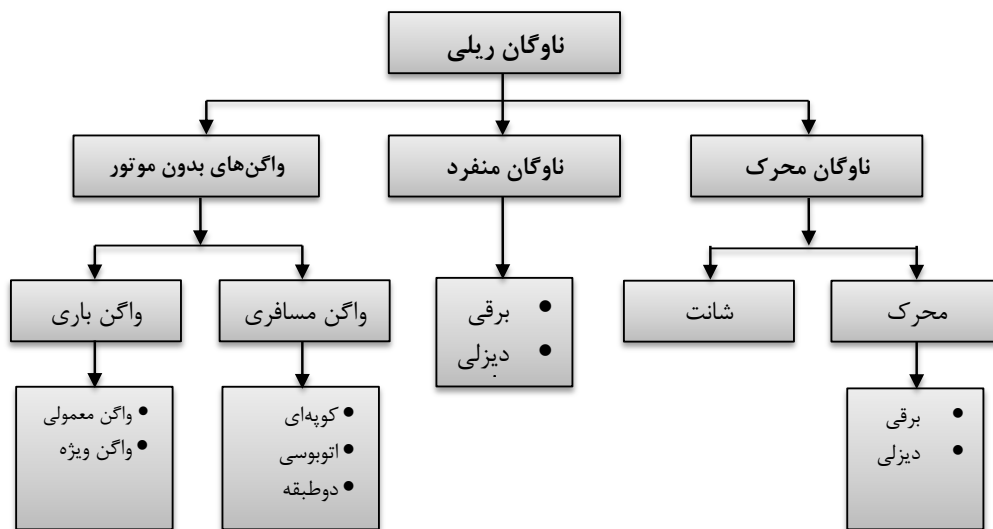 ناوگان ریلی
ناوگان محرک
ناوگان منفرد
واگن‌های بدون موتور
محرک
شانت
• برقی
• دیزلی
واگن مسافری
واگن باری
• برقی
• دیزلی
• کوپه‌ای
• اتوبوسی
• دوطبقه
• واگن معمولی
• واگن ویژه